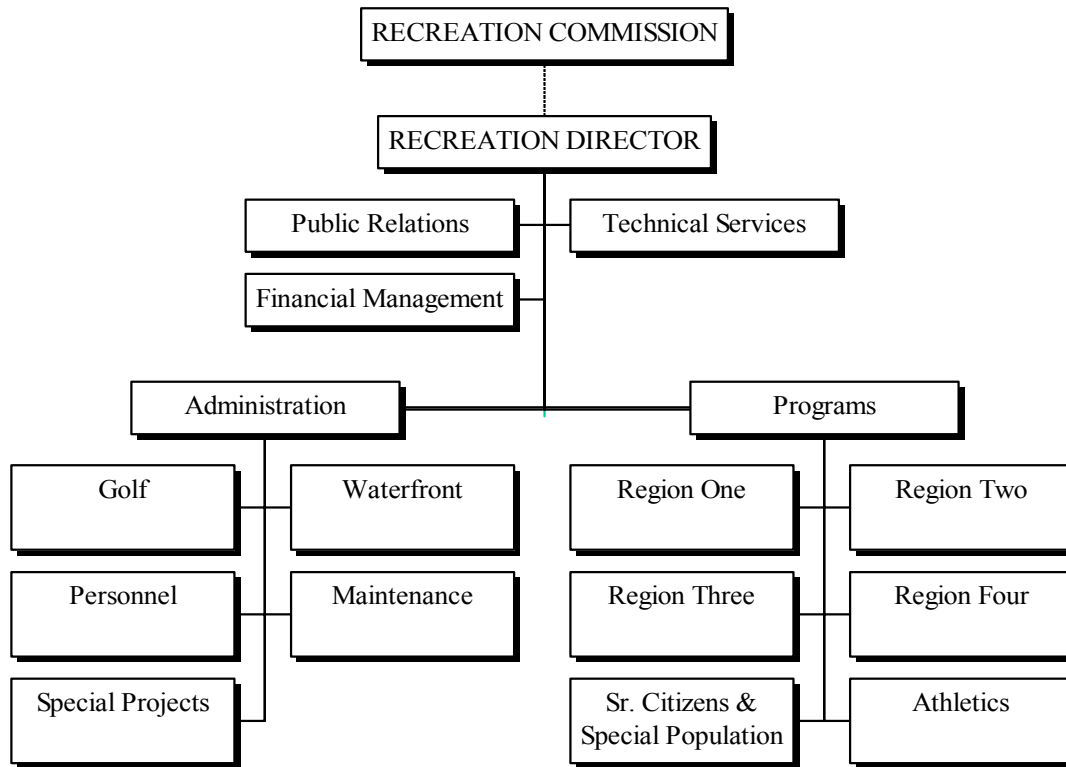 RECREATION COMMISSION
RECREATION DIRECTOR
Public Relations
Technical Services
Financial Management
Administration
Programs
Golf
Waterfront
Region One
Region Two
Personnel
Maintenance
Region Three
Region Four
Special Projects
Sr. Citizens &
Special Population
Athletics